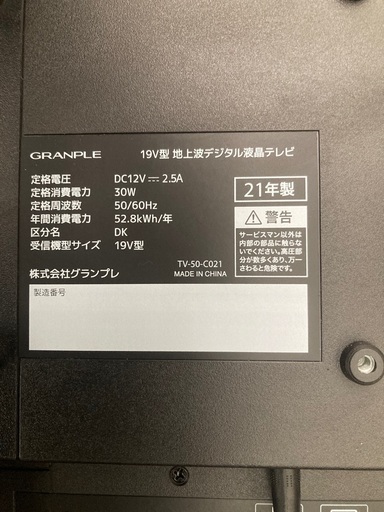 GRANPLE 19V型 地上波デジタル液晶テレビ
定格電圧 DC12V ⎓ 2.5A
定格消費電力 30W
定格周波数 50/60Hz
年間消費電力 52.8kWh/年
区分名 DK
受信機型サイズ 19V型
21年製
⚠警告
サービスマン以外は
内部の部品に触らな
いでください。高圧部
分が数多くあり、万一
さわると危険です。
株式会社グランプレ
TV-50-C021
MADE IN CHINA
製造番号